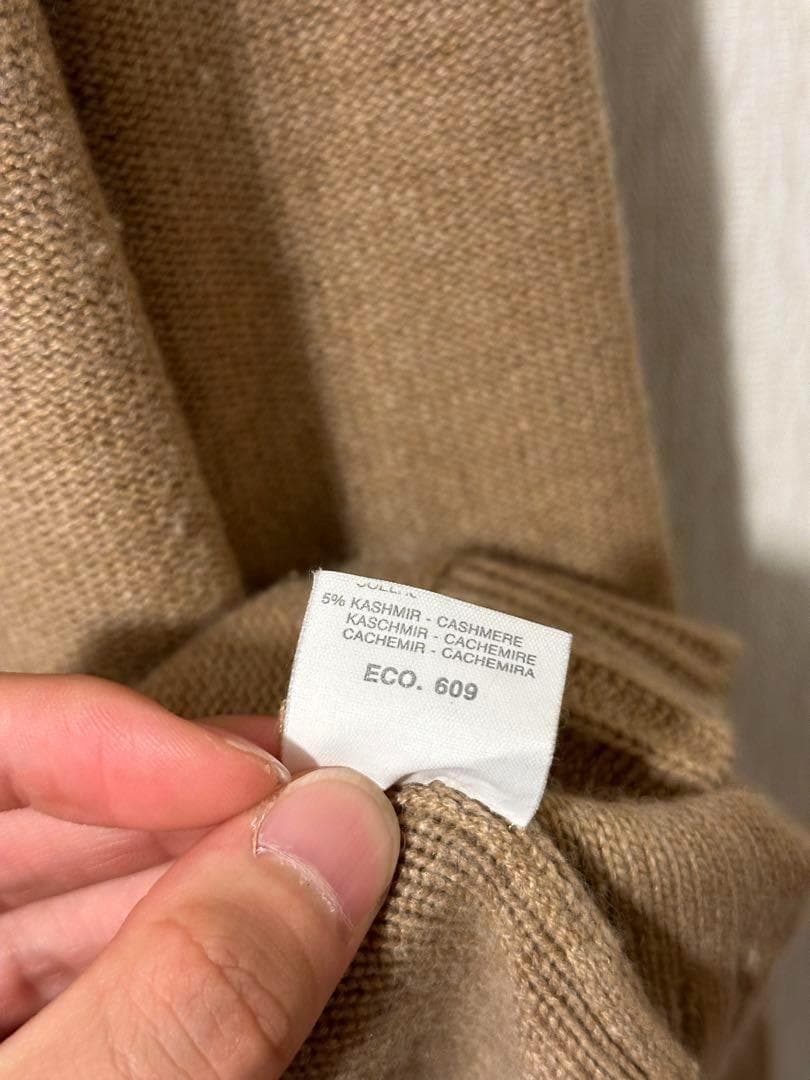 5% KASHMIR - CASHMERE
KASCHMIR - CACHEMIRE
CACHEMIR - CACHEMIRA
ECO. 609